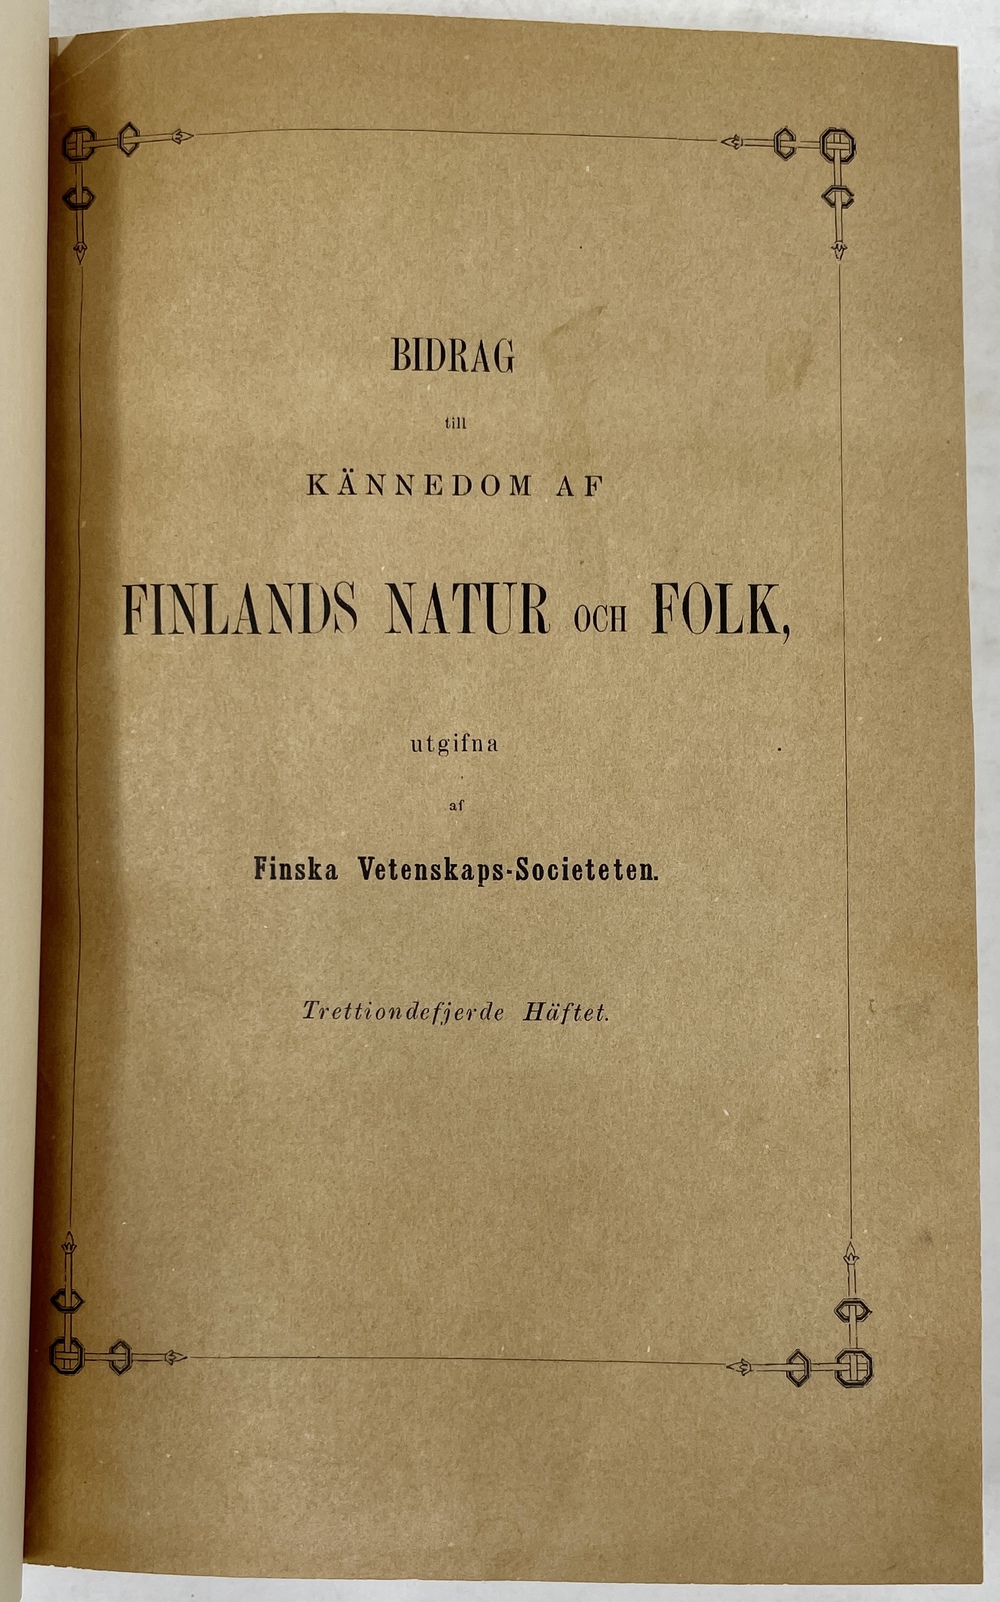 BIDRAG
till
KÄNNEDOM AF
FINLANDS NATUR OCH FOLK,
utgifna
af
Finska Vetenskaps-Societeten.
Trettiondefjerde Häftet.